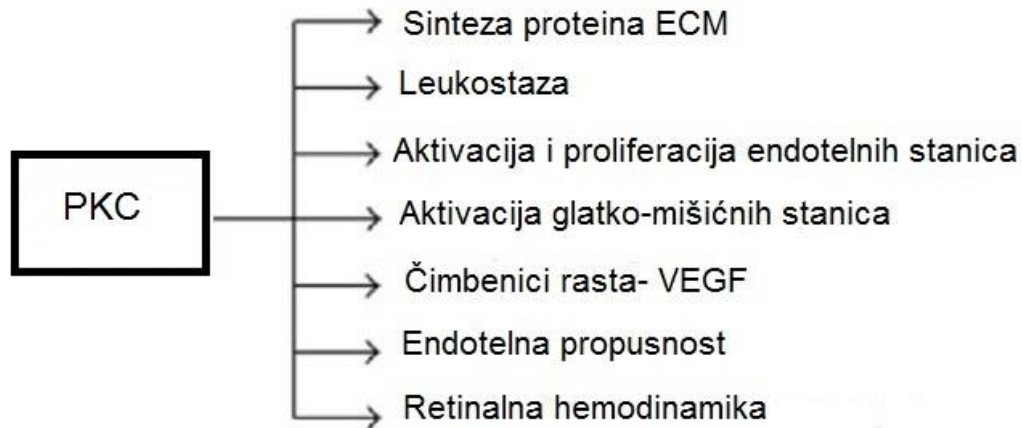 Sinteza proteina ECM
Leukostaza
Aktivacija i proliferacija endotelnih stanica
PKC
Aktivacija glatko-mišićnih stanica
Čimbenici rasta- VEGF
Endotelna propusnost
Retinalna hemodinamika